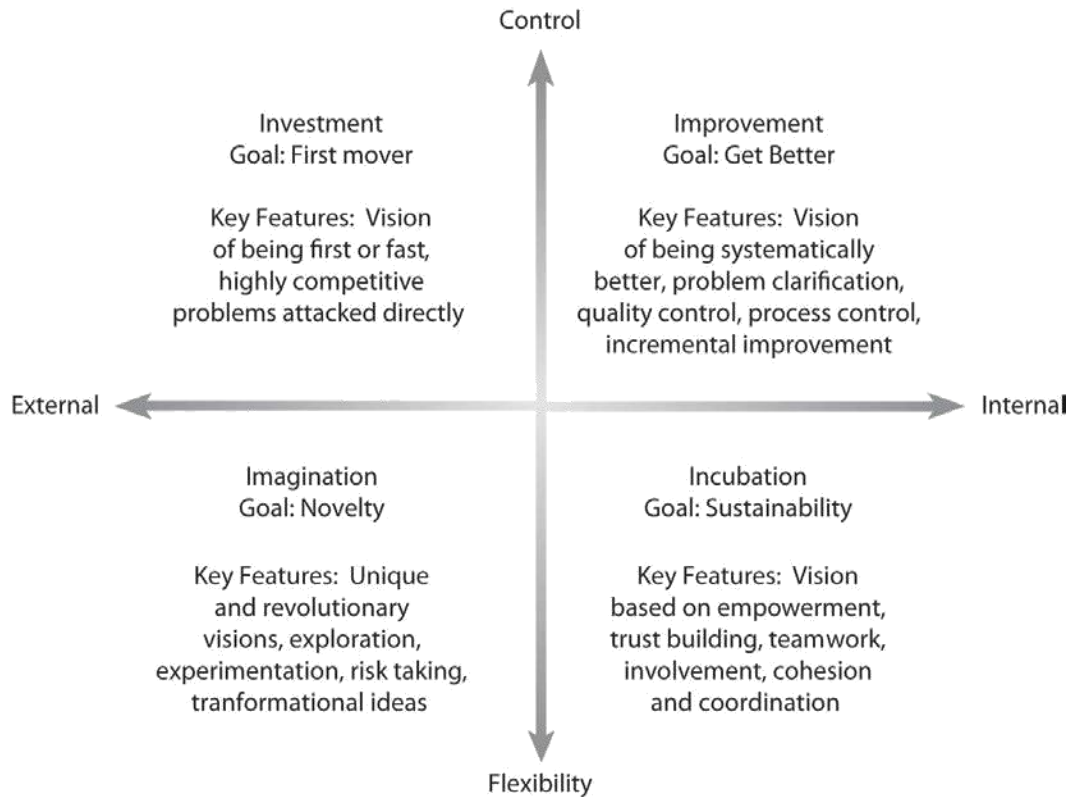 Control
Investment
Goal: First mover
Key Features:  Vision
of being first or fast,
highly competitive
problems attacked directly
Improvement
Goal: Get Better
Key Features:  Vision
of being systematically
better, problem clarification,
quality control, process control,
incremental improvement
External
Internal
Imagination
Goal: Novelty
Key Features:  Unique
and revolutionary
visions, exploration,
experimentation, risk taking,
tranformational ideas
Incubation
Goal: Sustainability
Key Features:  Vision
based on empowerment,
trust building, teamwork,
involvement, cohesion
and coordination
Flexibility